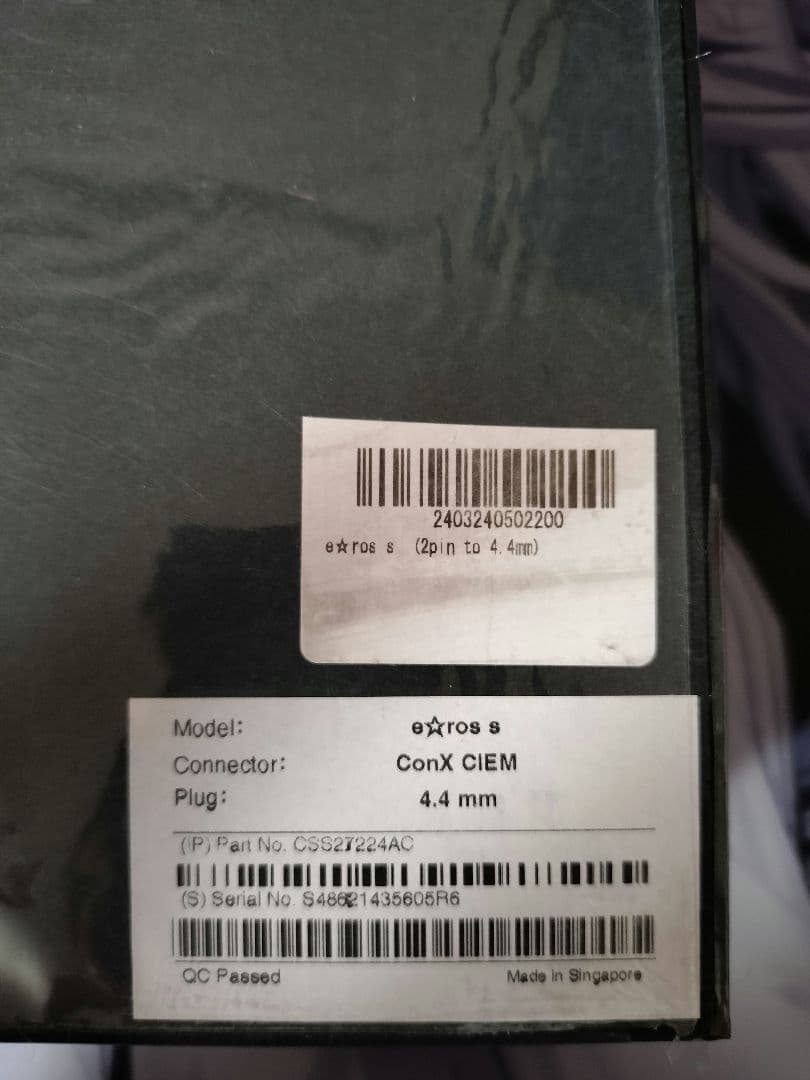 2403240502200
e☆ros s (2pin to 4.4mm)
Model: e☆ros s
Connector: ConX CIEM
Plug: 4.4 mm
(P) Part No. CSS27224AC
(S) Serial No.
QC Passed Made in Singapore